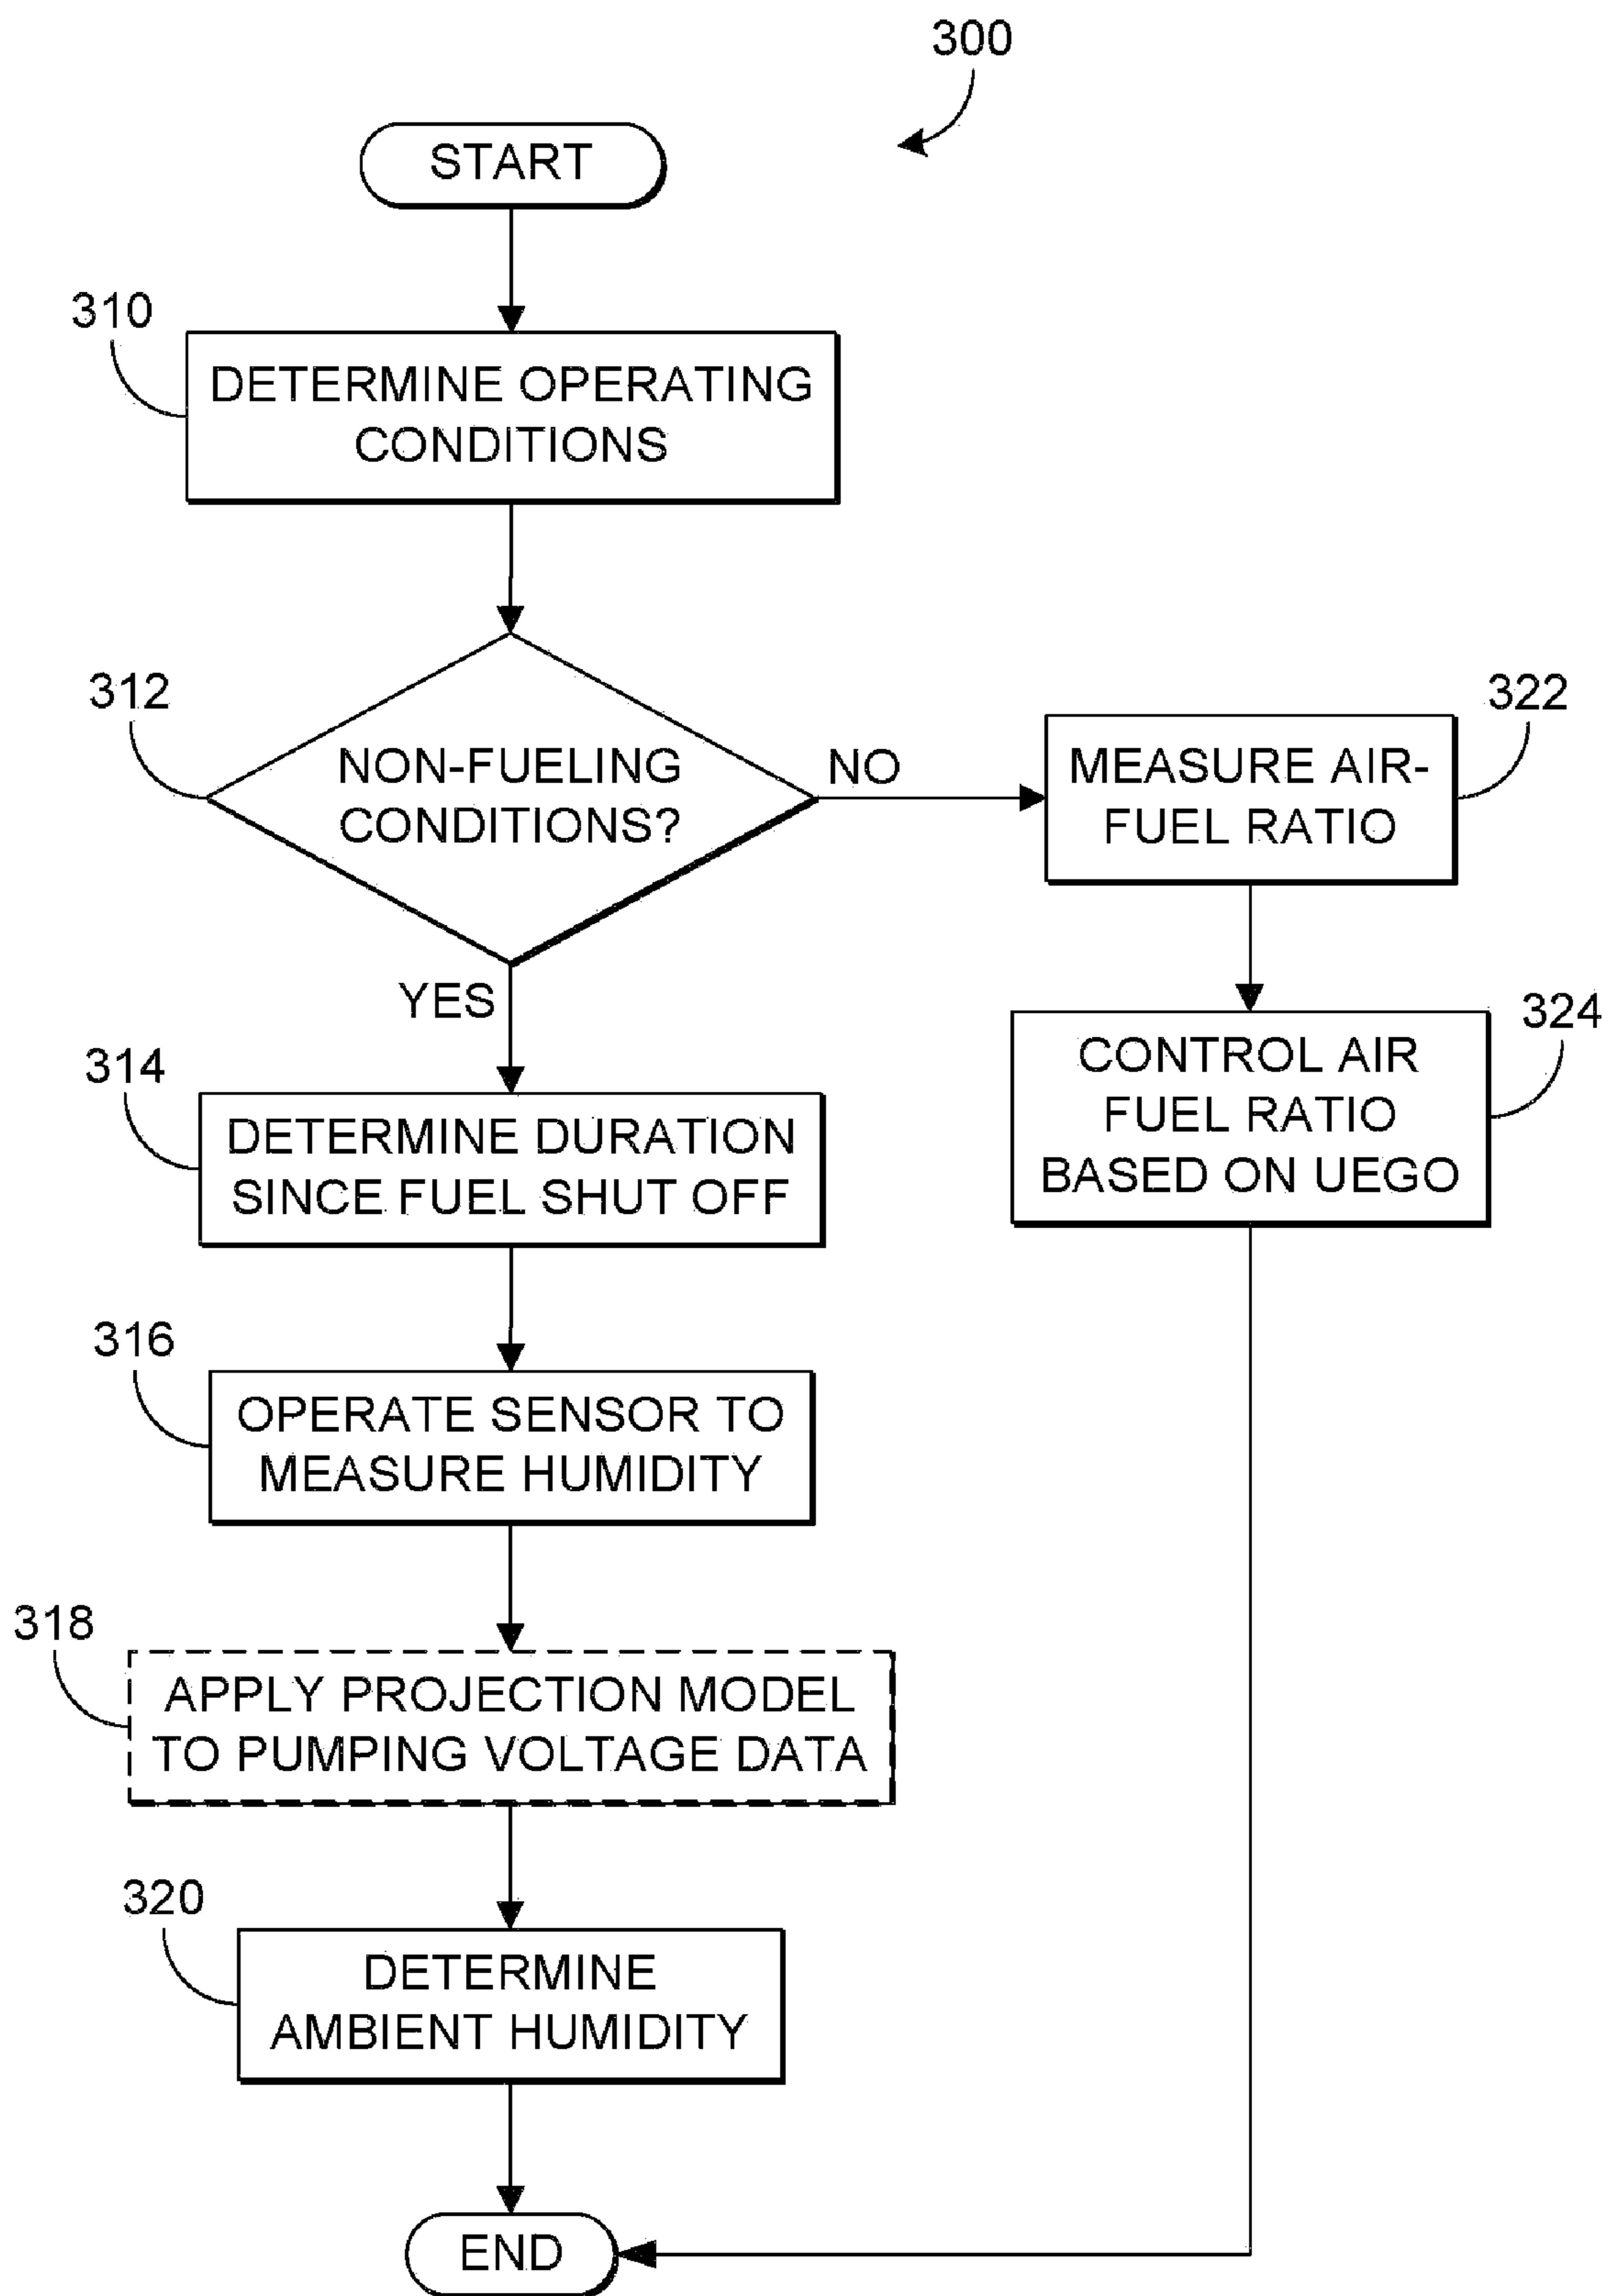 300
START
310
DETERMINE OPERATING
CONDITIONS
312
NON-FUELING
CONDITIONS?
NO
322
MEASURE AIR-
FUEL RATIO
YES
324
CONTROL AIR
FUEL RATIO
BASED ON UEGO
314
DETERMINE DURATION
SINCE FUEL SHUT OFF
316
OPERATE SENSOR TO
MEASURE HUMIDITY
318
APPLY PROJECTION MODEL
TO PUMPING VOLTAGE DATA
320
DETERMINE
AMBIENT HUMIDITY
END